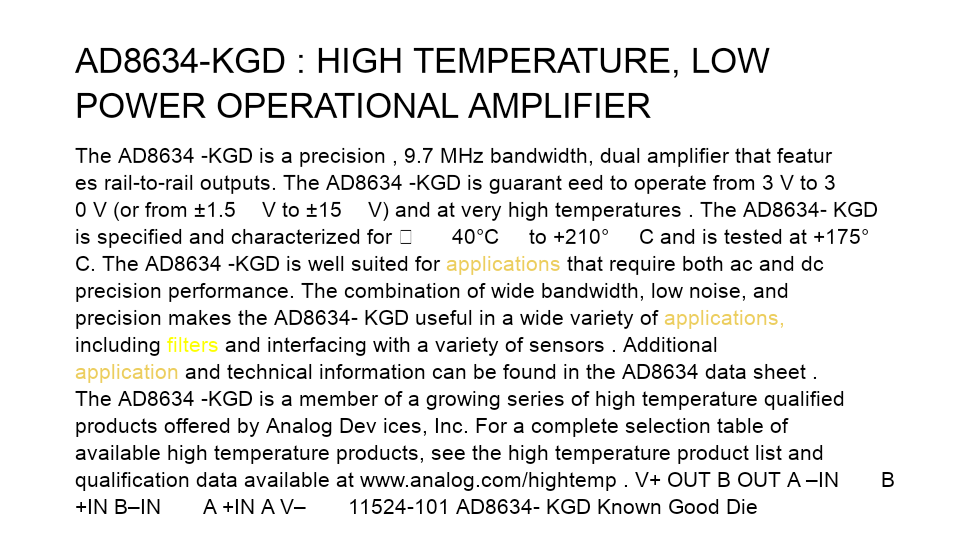 AD8634-KGD : HIGH TEMPERATURE, LOW
POWER OPERATIONAL AMPLIFIER
The AD8634 -KGD is a precision , 9.7 MHz bandwidth, dual amplifier that featur
es rail-to-rail outputs. The AD8634 -KGD is guarant eed to operate from 3 V to 3
0 V (or from ±1.5 V to ±15 V) and at very high temperatures . The AD8634- KGD
is specified and characterized for □ 40°C to +210° C and is tested at +175°
C. The AD8634 -KGD is well suited for applications that require both ac and dc
precision performance. The combination of wide bandwidth, low noise, and
precision makes the AD8634- KGD useful in a wide variety of applications,
including filters and interfacing with a variety of sensors . Additional
application and technical information can be found in the AD8634 data sheet .
The AD8634 -KGD is a member of a growing series of high temperature qualified
products offered by Analog Dev ices, Inc. For a complete selection table of
available high temperature products, see the high temperature product list and
qualification data available at www.analog.com/hightemp . V+ OUT B OUT A –IN B
+IN B–IN A +IN A V– 11524-101 AD8634- KGD Known Good Die